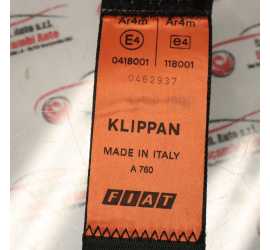 Ar4m Ar4m
E4 e4
0418001 118001
0462937
KLIPPAN
MADE IN ITALY
A 760
FIAT